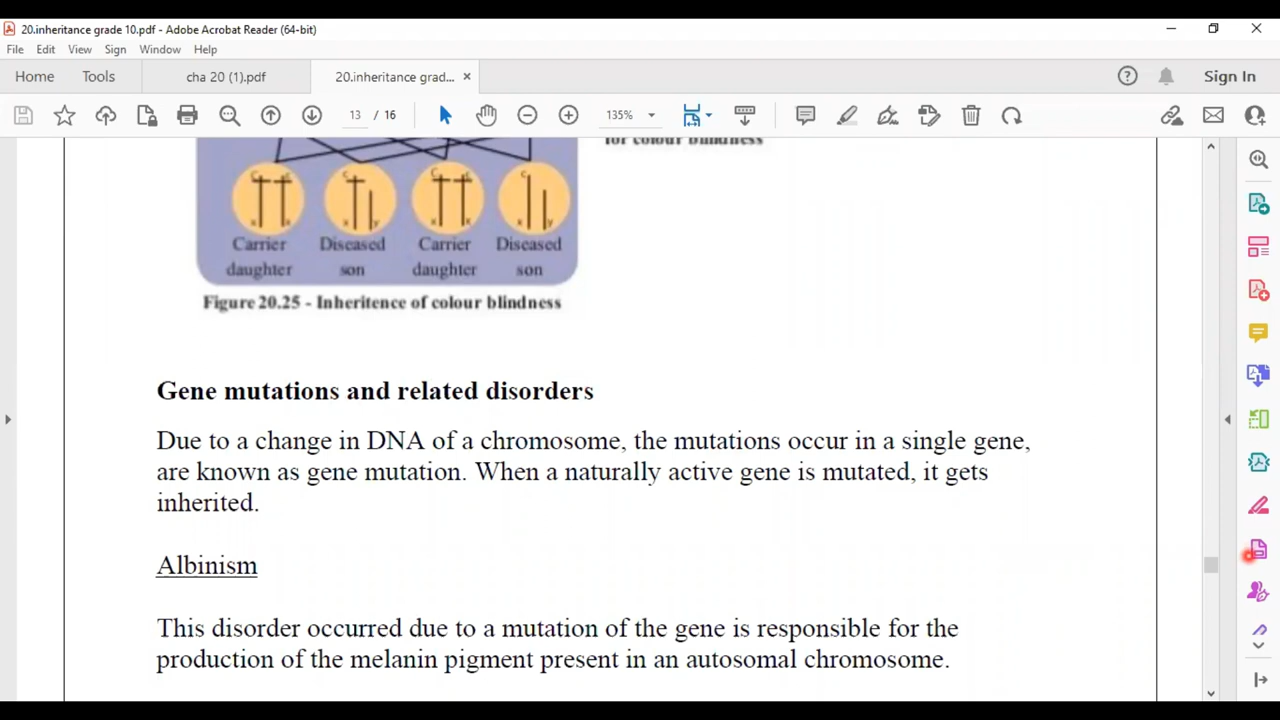 20.inheritance grade 10.pdf - Adobe Acrobat Reader (64-bit)
File Edit View Sign Window Help
Home Tools cha 20 (1).pdf 20.inheritance grad... × Sign In
13 / 16 135%
for colour blindness
Carrier Diseased Carrier Diseased
daughter son daughter son
Figure 20.25 - Inheritence of colour blindness
Gene mutations and related disorders
Due to a change in DNA of a chromosome, the mutations occur in a single gene,
are known as gene mutation. When a naturally active gene is mutated, it gets
inherited.
Albinism
This disorder occurred due to a mutation of the gene is responsible for the
production of the melanin pigment present in an autosomal chromosome.